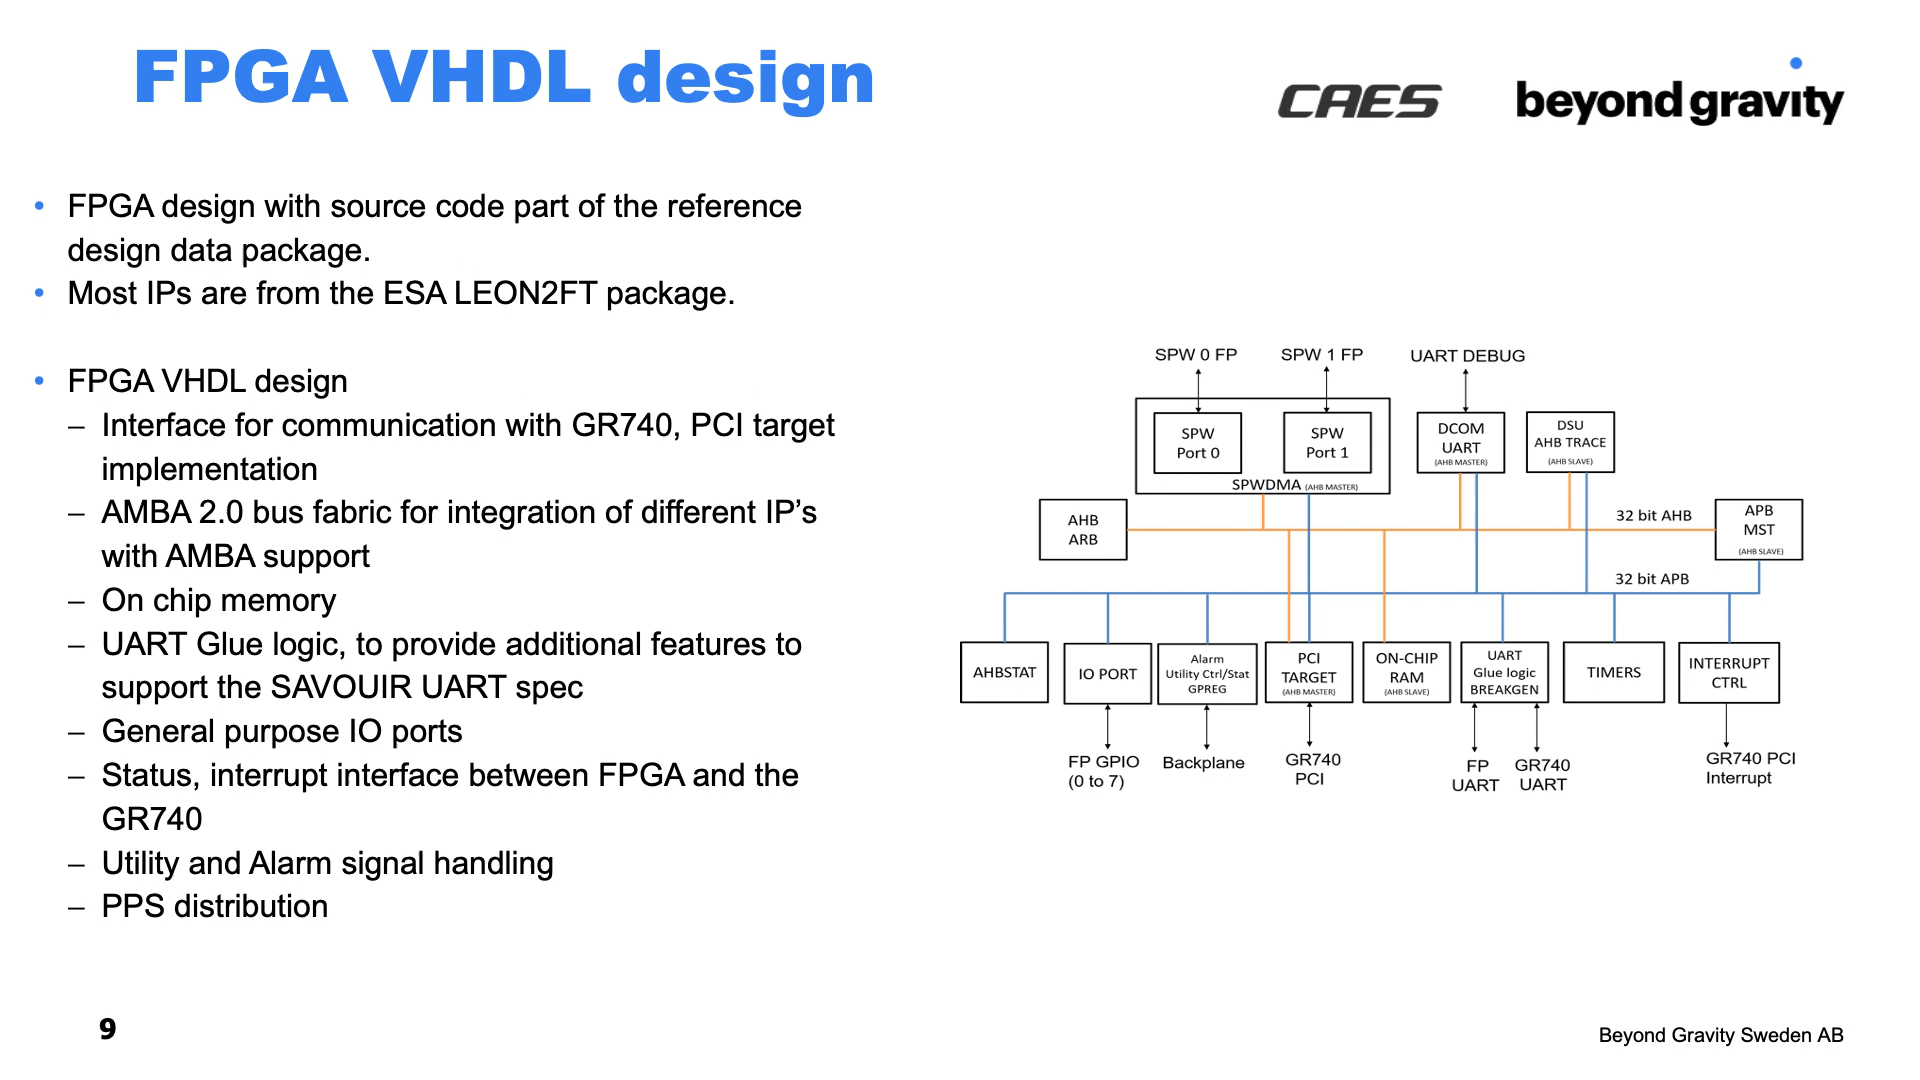 FPGA VHDL design
CAES
beyond gravity
• FPGA design with source code part of the reference
design data package.
• Most IPs are from the ESA LEON2FT package.
• FPGA VHDL design
– Interface for communication with GR740, PCI target
implementation
– AMBA 2.0 bus fabric for integration of different IP’s
with AMBA support
– On chip memory
– UART Glue logic, to provide additional features to
support the SAVOUIR UART spec
– General purpose IO ports
– Status, interrupt interface between FPGA and the
GR740
– Utility and Alarm signal handling
– PPS distribution
SPW 0 FP
SPW 1 FP
UART DEBUG
SPW
Port 0
SPW
Port 1
SPWDMA (AHB MASTER)
DCOM
UART
(AHB MASTER)
DSU
AHB TRACE
(AHB SLAVE)
AHB
ARB
32 bit AHB
APB
MST
(AHB SLAVE)
32 bit APB
AHBSTAT
IO PORT
Alarm
Utility Ctrl/Stat
GPREG
PCI
TARGET
(AHB MASTER)
ON-CHIP
RAM
(AHB SLAVE)
UART
Glue logic
BREAKGEN
TIMERS
INTERRUPT
CTRL
FP GPIO
(0 to 7)
Backplane
GR740
PCI
FP
UART
GR740
UART
GR740 PCI
Interrupt
9
Beyond Gravity Sweden AB